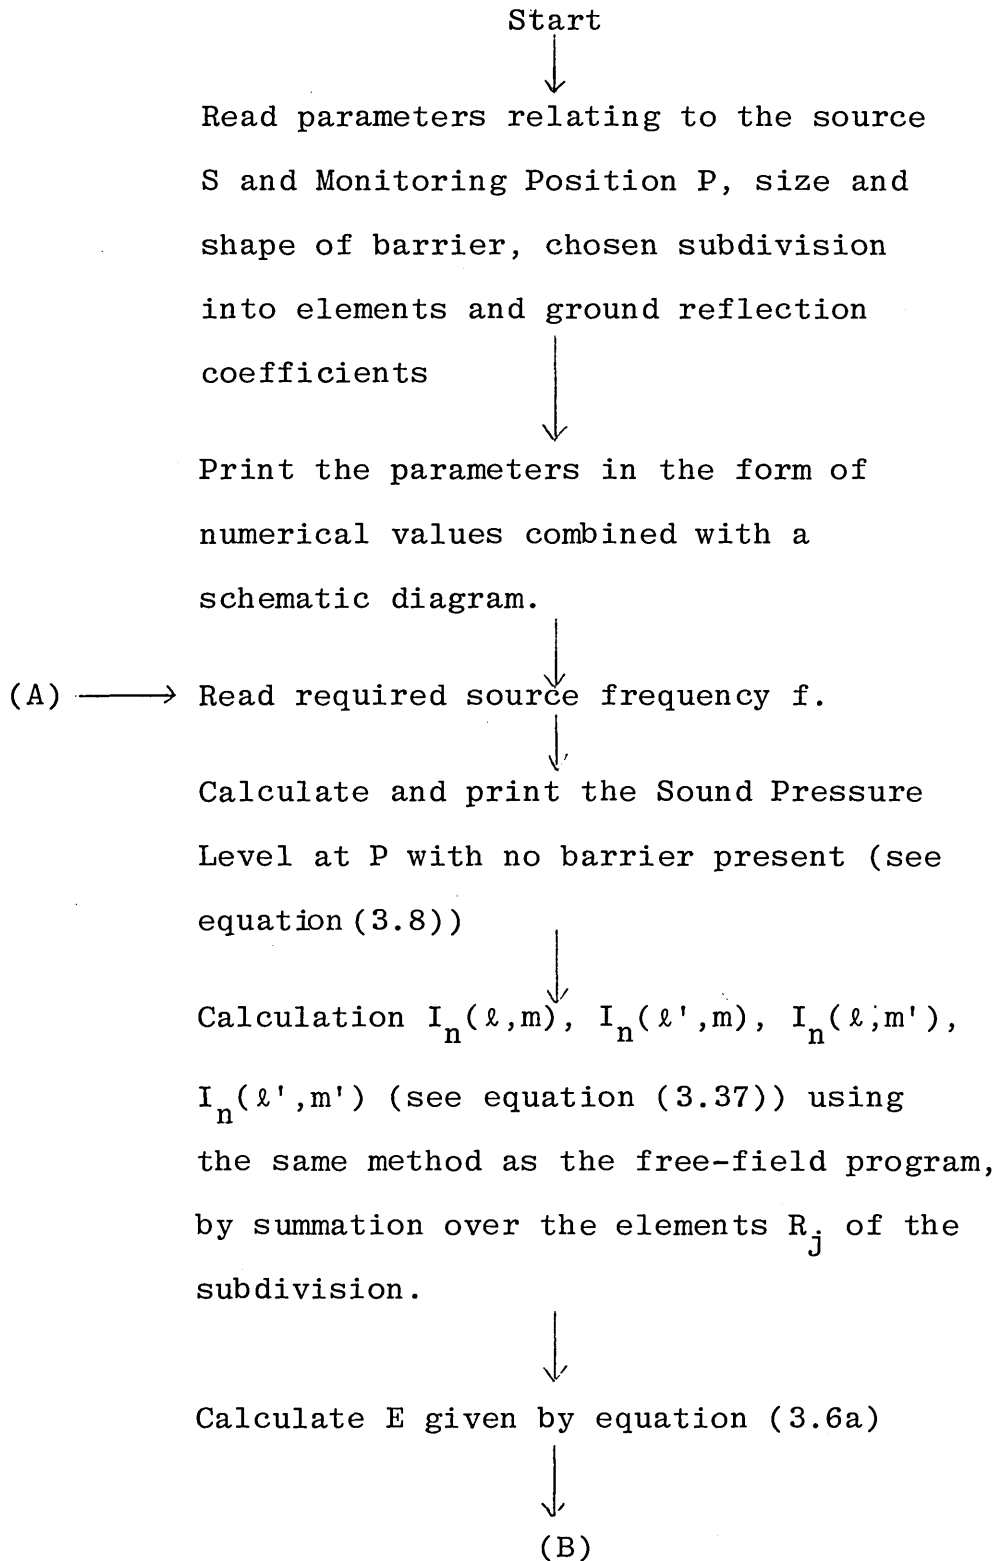 Start
Read parameters relating to the source
S and Monitoring Position P, size and
shape of barrier, chosen subdivision
into elements and ground reflection
coefficients
Print the parameters in the form of
numerical values combined with a
schematic diagram.
(A) → Read required source frequency f.
Calculate and print the Sound Pressure
Level at P with no barrier present (see
equation (3.8))
Calculation Iₙ(ℓ,m), Iₙ(ℓ',m), Iₙ(ℓ,m'),
Iₙ(ℓ',m') (see equation (3.37)) using
the same method as the free-field program,
by summation over the elements Rⱼ of the
subdivision.
Calculate E given by equation (3.6a)
(B)